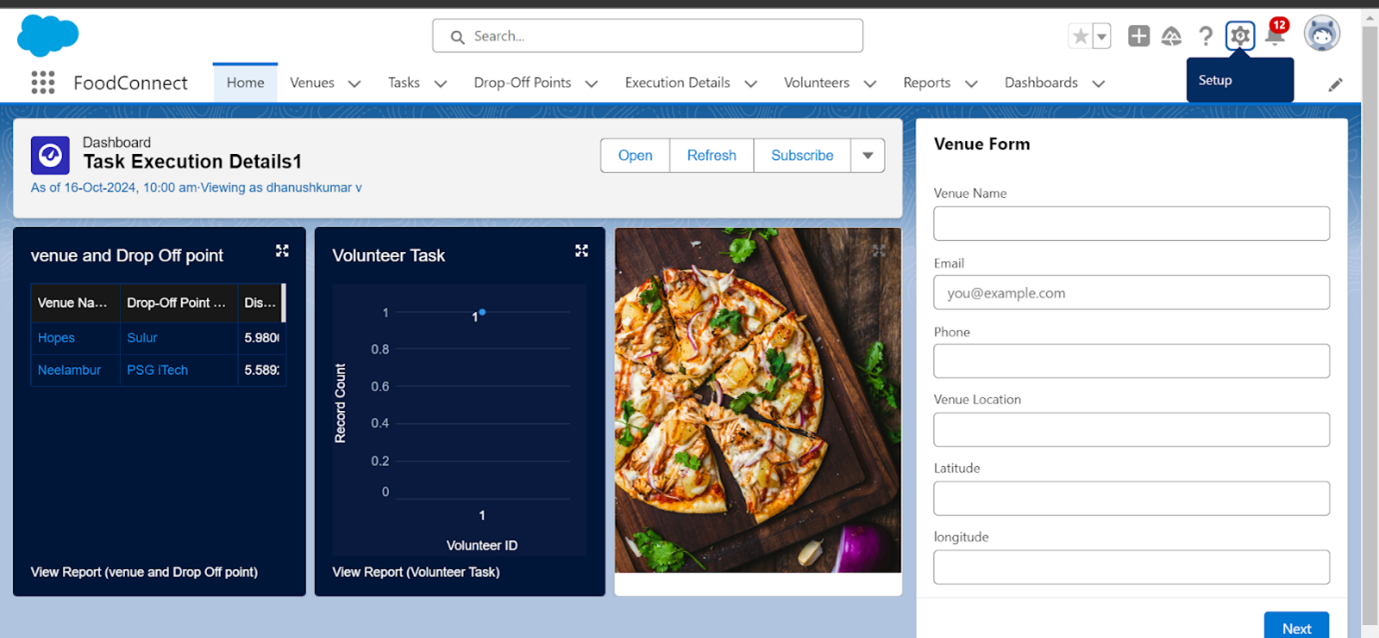 Search...
12
FoodConnect
Home
Venues
Tasks
Drop-Off Points
Execution Details
Volunteers
Reports
Dashboards
Setup
Dashboard
Task Execution Details1
As of 16-Oct-2024, 10:00 am·Viewing as dhanushkumar v
Open
Refresh
Subscribe
venue and Drop Off point
Venue Na... Drop-Off Point ... Dis...
Hopes Sulur 5.980
Neelambur PSG iTech 5.589
View Report (venue and Drop Off point)
Volunteer Task
Record Count
1
0.8
0.6
0.4
0.2
0
1
1
Volunteer ID
View Report (Volunteer Task)
Venue Form
Venue Name
Email
you@example.com
Phone
Venue Location
Latitude
longitude
Next